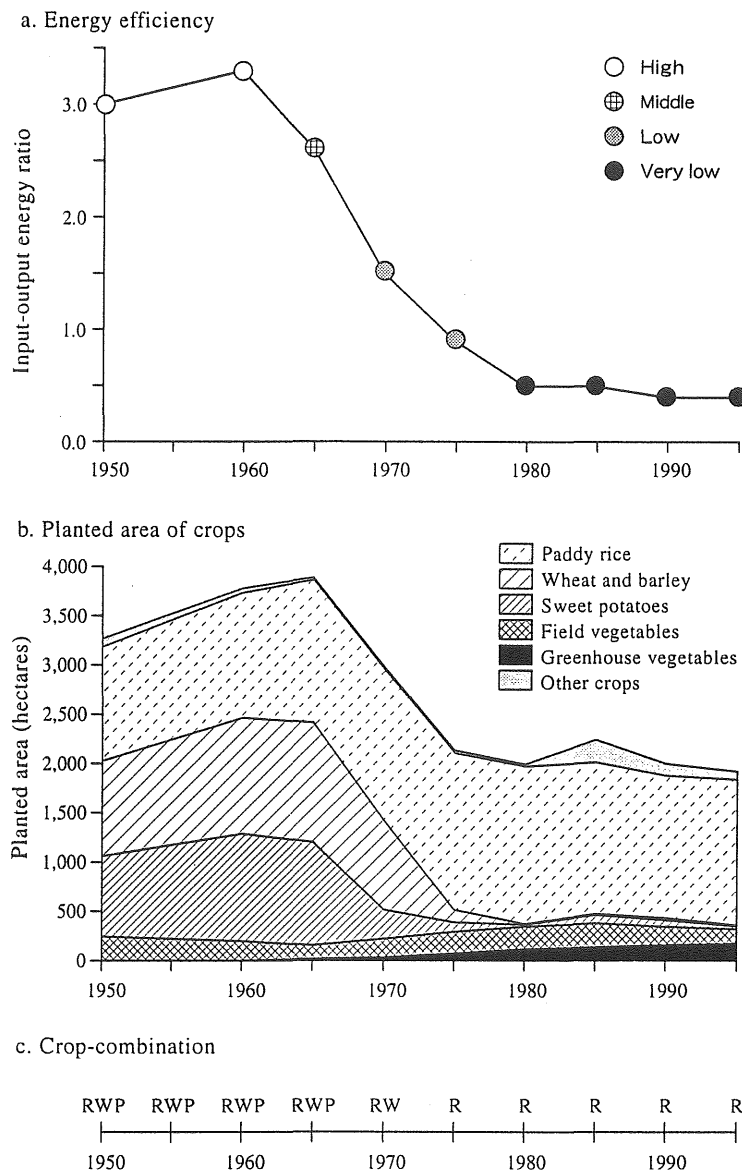 a. Energy efficiency
Input-output energy ratio
3.0
2.0
1.0
0.0
High
Middle
Low
Very low
1950 1960 1970 1980 1990
b. Planted area of crops
Planted area (hectares)
4,000
3,500
3,000
2,500
2,000
1,500
1,000
500
0
Paddy rice
Wheat and barley
Sweet potatoes
Field vegetables
Greenhouse vegetables
Other crops
1950 1960 1970 1980 1990
c. Crop-combination
RWP RWP RWP RWP RW R R R R R
1950 1960 1970 1980 1990